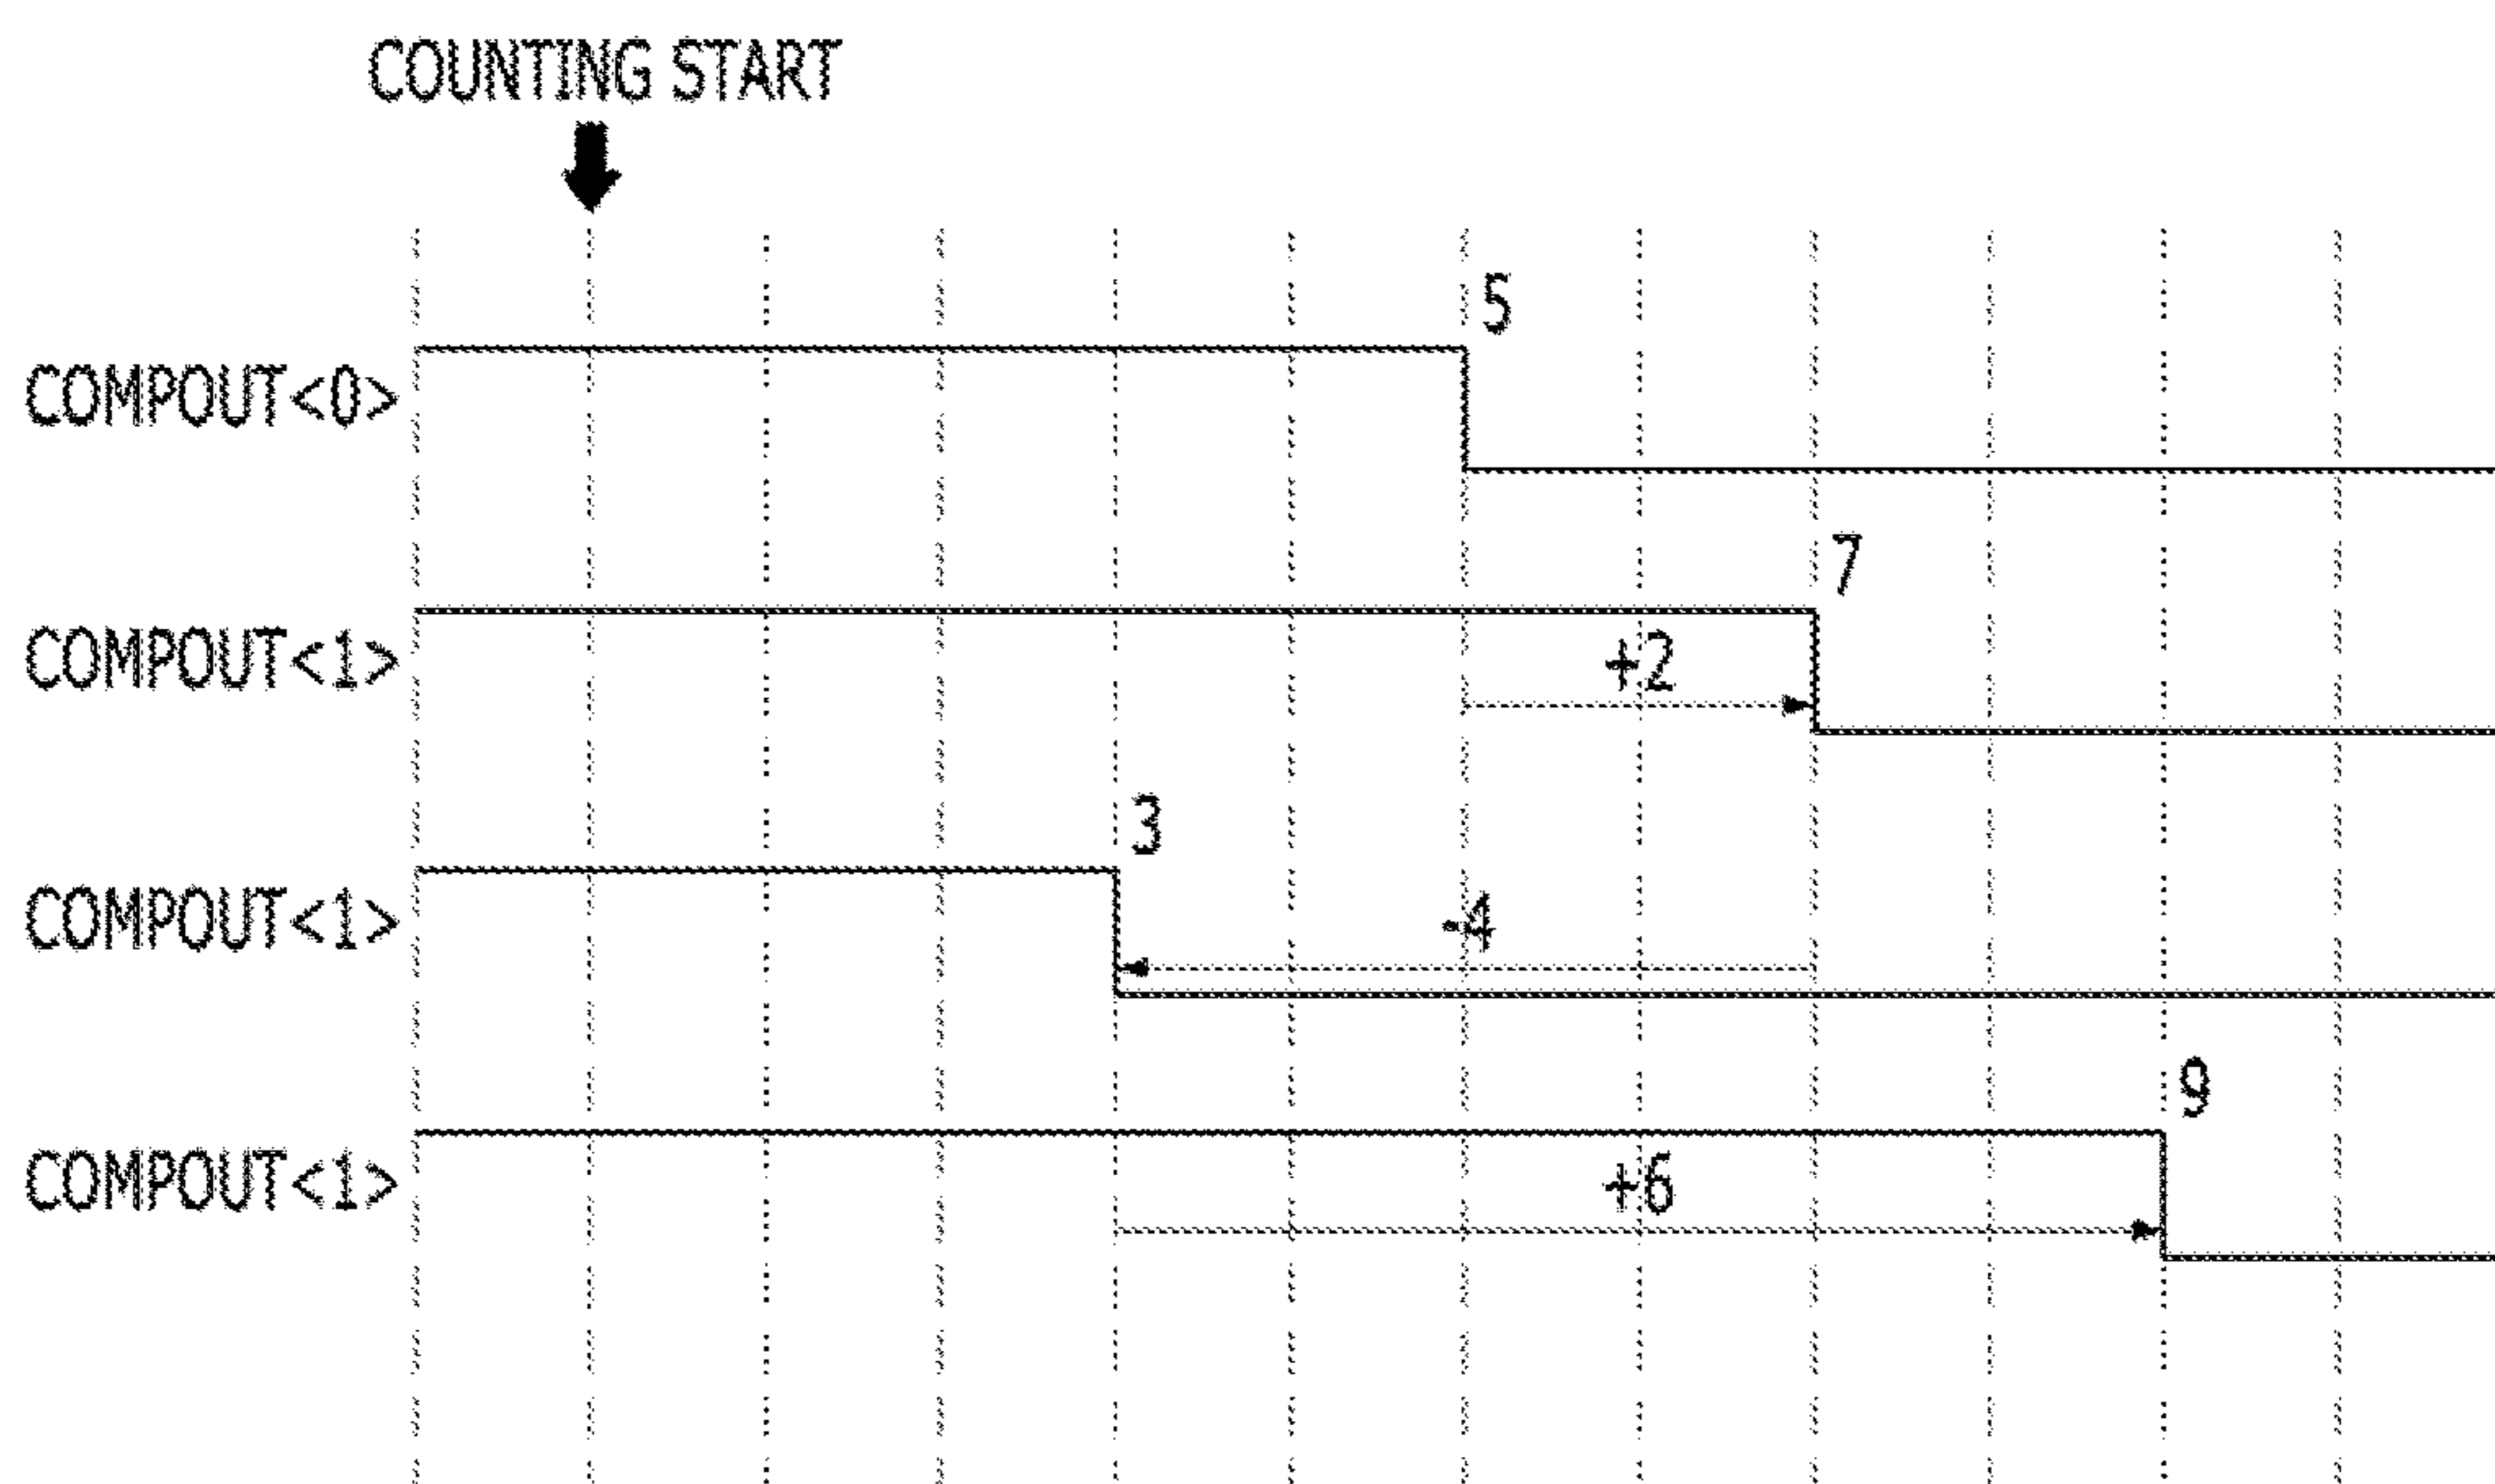 COUNTING START
5
COMPOUT<0>
7
COMPOUT<1>
+2
3
COMPOUT<1>
-4
9
COMPOUT<1>
+6